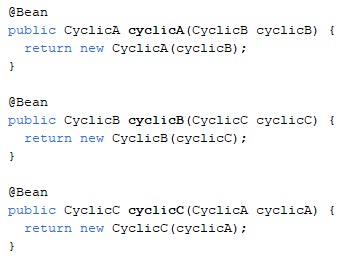 @Bean
public CyclicA cyclicA(CyclicB cyclicB) {
  return new CyclicA(cyclicB);
}

@Bean
public CyclicB cyclicB(CyclicC cyclicC) {
  return new CyclicB(cyclicC);
}

@Bean
public CyclicC cyclicC(CyclicA cyclicA) {
  return new CyclicC(cyclicA);
}